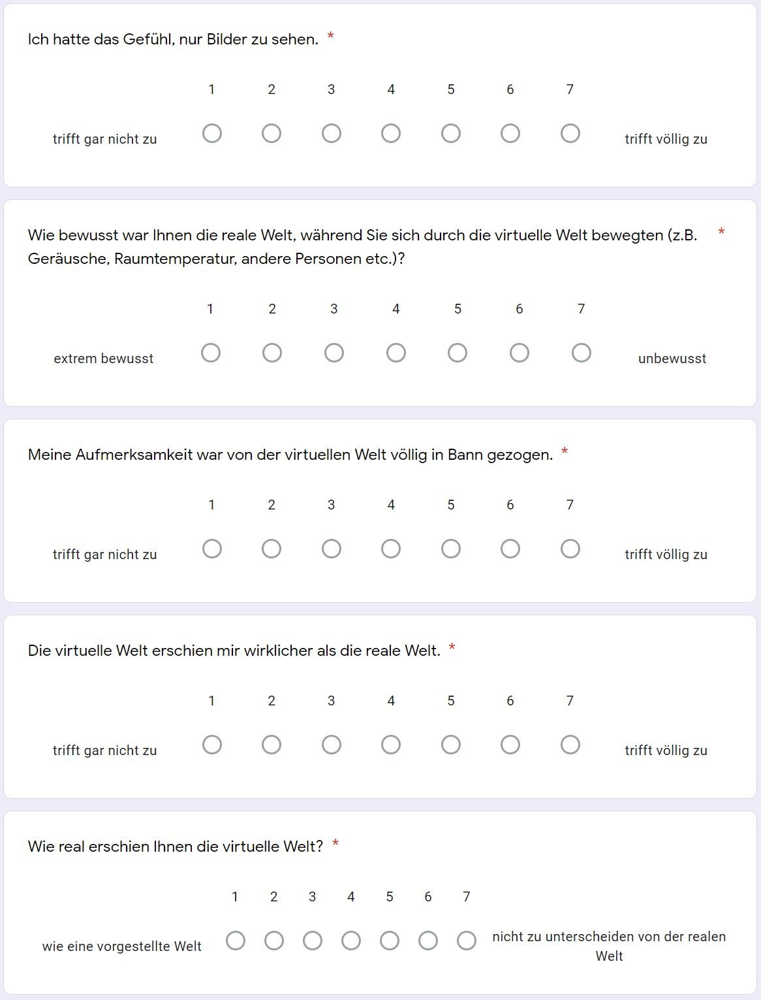 Ich hatte das Gefühl, nur Bilder zu sehen. *
1 2 3 4 5 6 7
trifft gar nicht zu trifft völlig zu
Wie bewusst war Ihnen die reale Welt, während Sie sich durch die virtuelle Welt bewegten (z.B. *
Geräusche, Raumtemperatur, andere Personen etc.)?
1 2 3 4 5 6 7
extrem bewusst unbewusst
Meine Aufmerksamkeit war von der virtuellen Welt völlig in Bann gezogen. *
1 2 3 4 5 6 7
trifft gar nicht zu trifft völlig zu
Die virtuelle Welt erschien mir wirklicher als die reale Welt. *
1 2 3 4 5 6 7
trifft gar nicht zu trifft völlig zu
Wie real erschien Ihnen die virtuelle Welt? *
1 2 3 4 5 6 7
wie eine vorgestellte Welt nicht zu unterscheiden von der realen
Welt